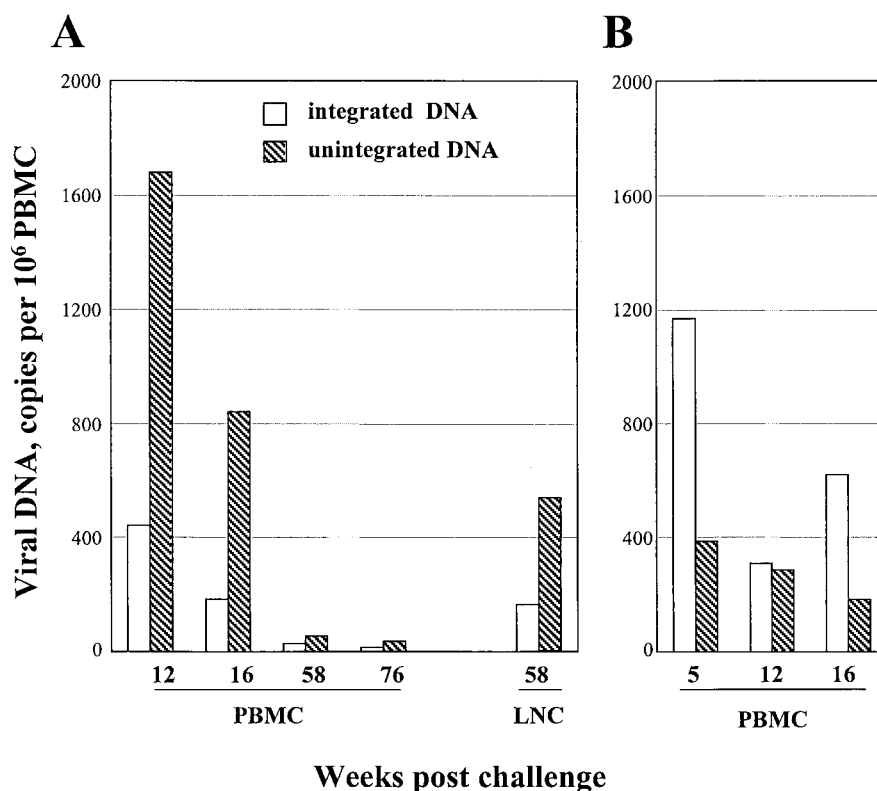 A
B
Viral DNA, copies per 10⁶ PBMC
2000
1600
1200
800
400
0
integrated DNA
unintegrated DNA
12 16 58 76 58
PBMC LNC
2000
1600
1200
800
400
0
5 12 16
PBMC
Weeks post challenge